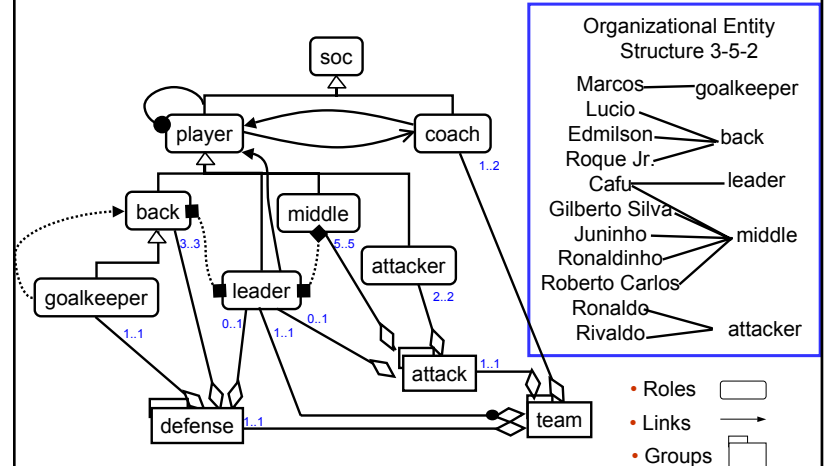 soc
player
coach
1..2
back
middle
3..3
5..5
attacker
goalkeeper
leader
2..2
1..1
0..1
1..1
0..1
attack
1..1
defense
1..1
team
Organizational Entity
Structure 3-5-2
Marcos goalkeeper
Lucio
Edmilson back
Roque Jr.
Cafu leader
Gilberto Silva
Juninho middle
Ronaldinho
Roberto Carlos
Ronaldo
Rivaldo attacker
• Roles
• Links
• Groups